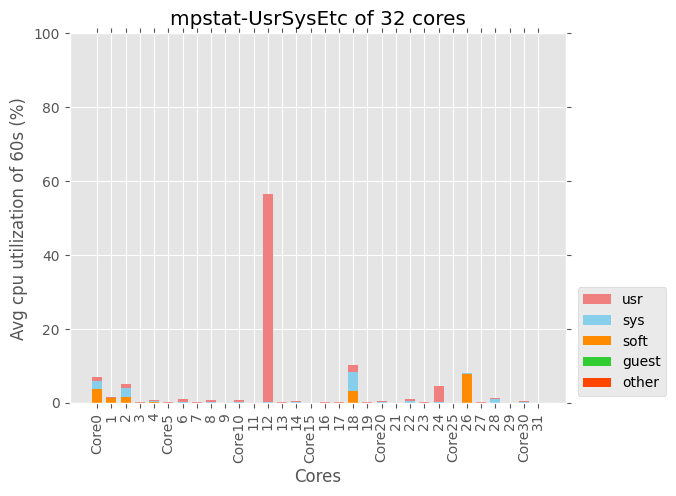 mpstat-UsrSysEtc of 32 cores
100
80
60
40
20
0
Avg cpu utilization of 60s (%)
usr
sys
soft
guest
other
Core0
1
2
3
4
Core5
6
7
8
9
Core10
11
12
13
14
Core15
16
17
18
19
Core20
21
22
23
24
Core25
26
27
28
29
Core30
31
Cores